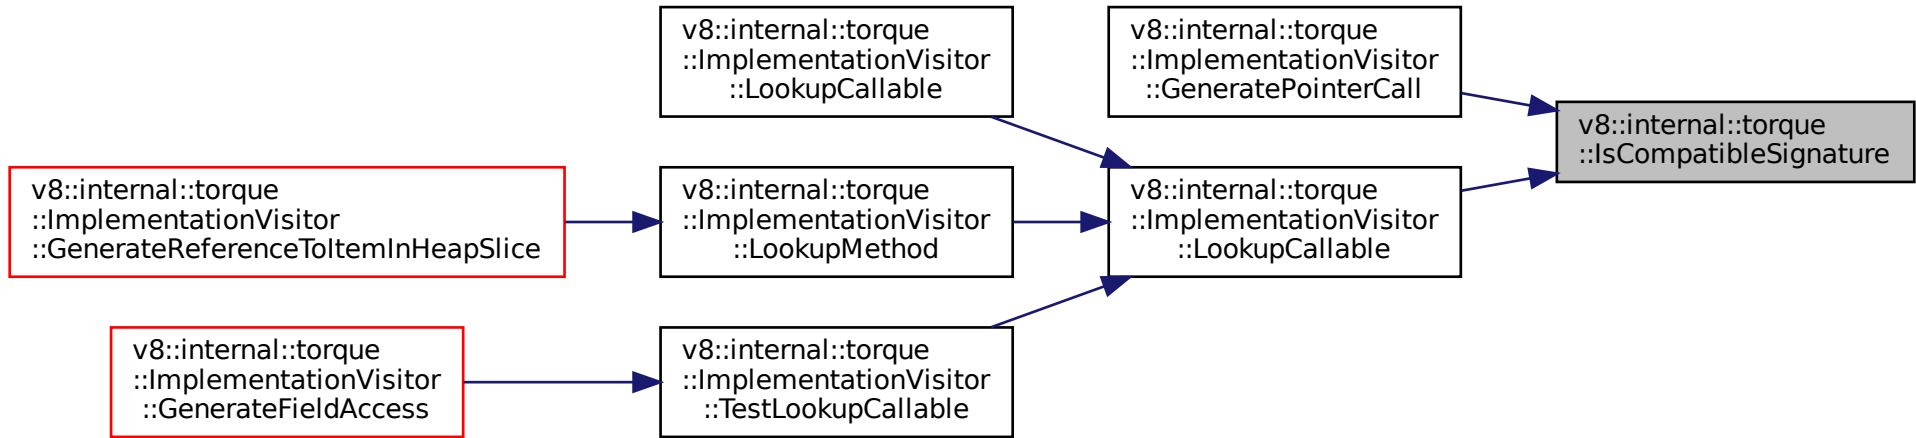 v8::internal::torque
::ImplementationVisitor
::LookupCallable
v8::internal::torque
::ImplementationVisitor
::GeneratePointerCall
v8::internal::torque
::IsCompatibleSignature
v8::internal::torque
::ImplementationVisitor
::GenerateReferenceToItemInHeapSlice
v8::internal::torque
::ImplementationVisitor
::LookupMethod
v8::internal::torque
::ImplementationVisitor
::LookupCallable
v8::internal::torque
::ImplementationVisitor
::GenerateFieldAccess
v8::internal::torque
::ImplementationVisitor
::TestLookupCallable